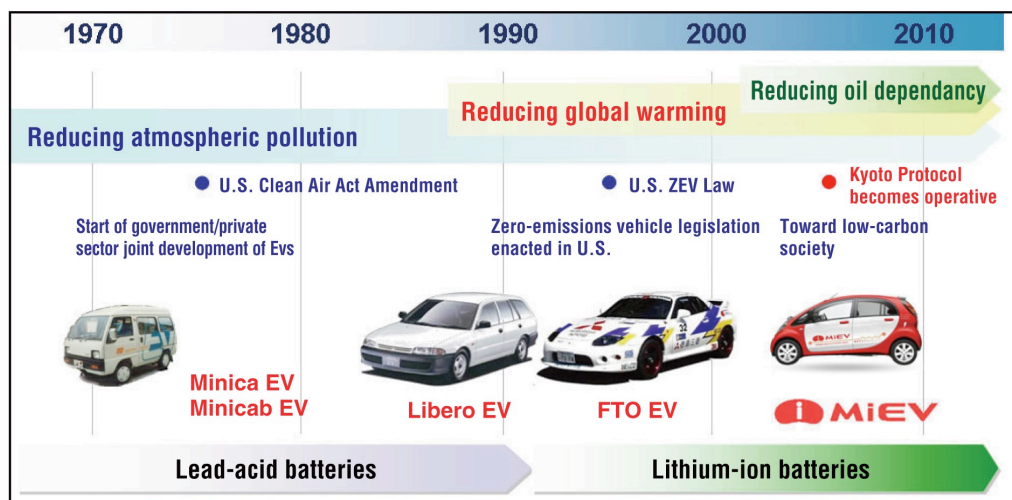 1970 1980 1990 2000 2010
Reducing oil dependancy
Reducing global warming
Reducing atmospheric pollution
U.S. Clean Air Act Amendment
U.S. ZEV Law
Kyoto Protocol
becomes operative
Start of government/private
sector joint development of Evs
Zero-emissions vehicle legislation
enacted in U.S.
Toward low-carbon
society
32
MiEV
Minica EV
Minicab EV
Libero EV
FTO EV
i MiEV
Lead-acid batteries
Lithium-ion batteries